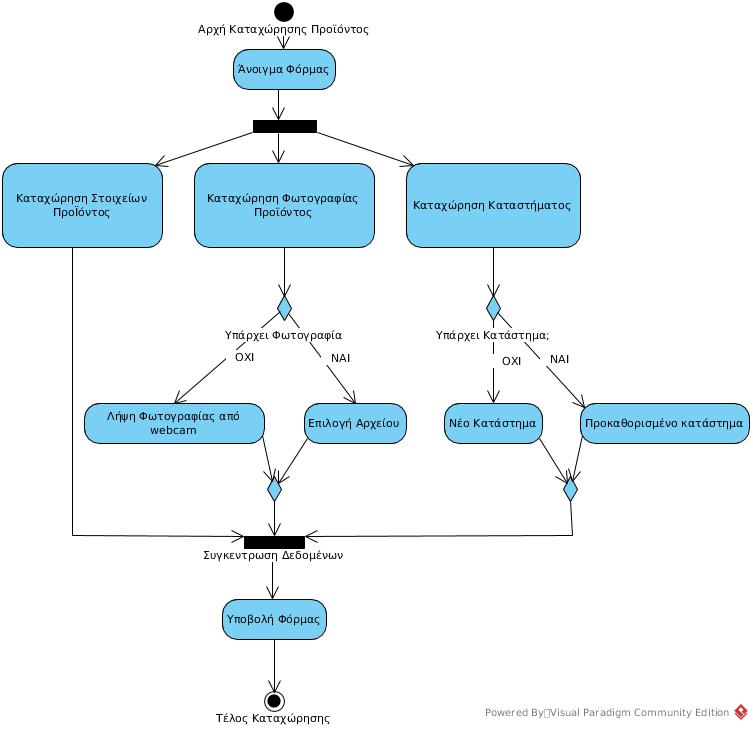 Αρχή Καταχώρησης Προϊόντος
Άνοιγμα Φόρμας
Καταχώρηση Στοιχείων
Προΐόντος
Καταχώρηση Φωτογραφίας
Προϊόντος
Καταχώρηση Καταστήματος
Υπάρχει Φωτογραφία
ΟΧΙ
ΝΑΙ
Υπάρχει Κατάστημα;
ΟΧΙ
ΝΑΙ
Λήψη Φωτογραφίας από
webcam
Επιλογή Αρχείου
Νέο Κατάστημα
Προκαθορισμένο κατάστημα
Συγκεντρωση Δεδομένων
Υποβολή Φόρμας
Τέλος Καταχώρησης
Powered By Visual Paradigm Community Edition